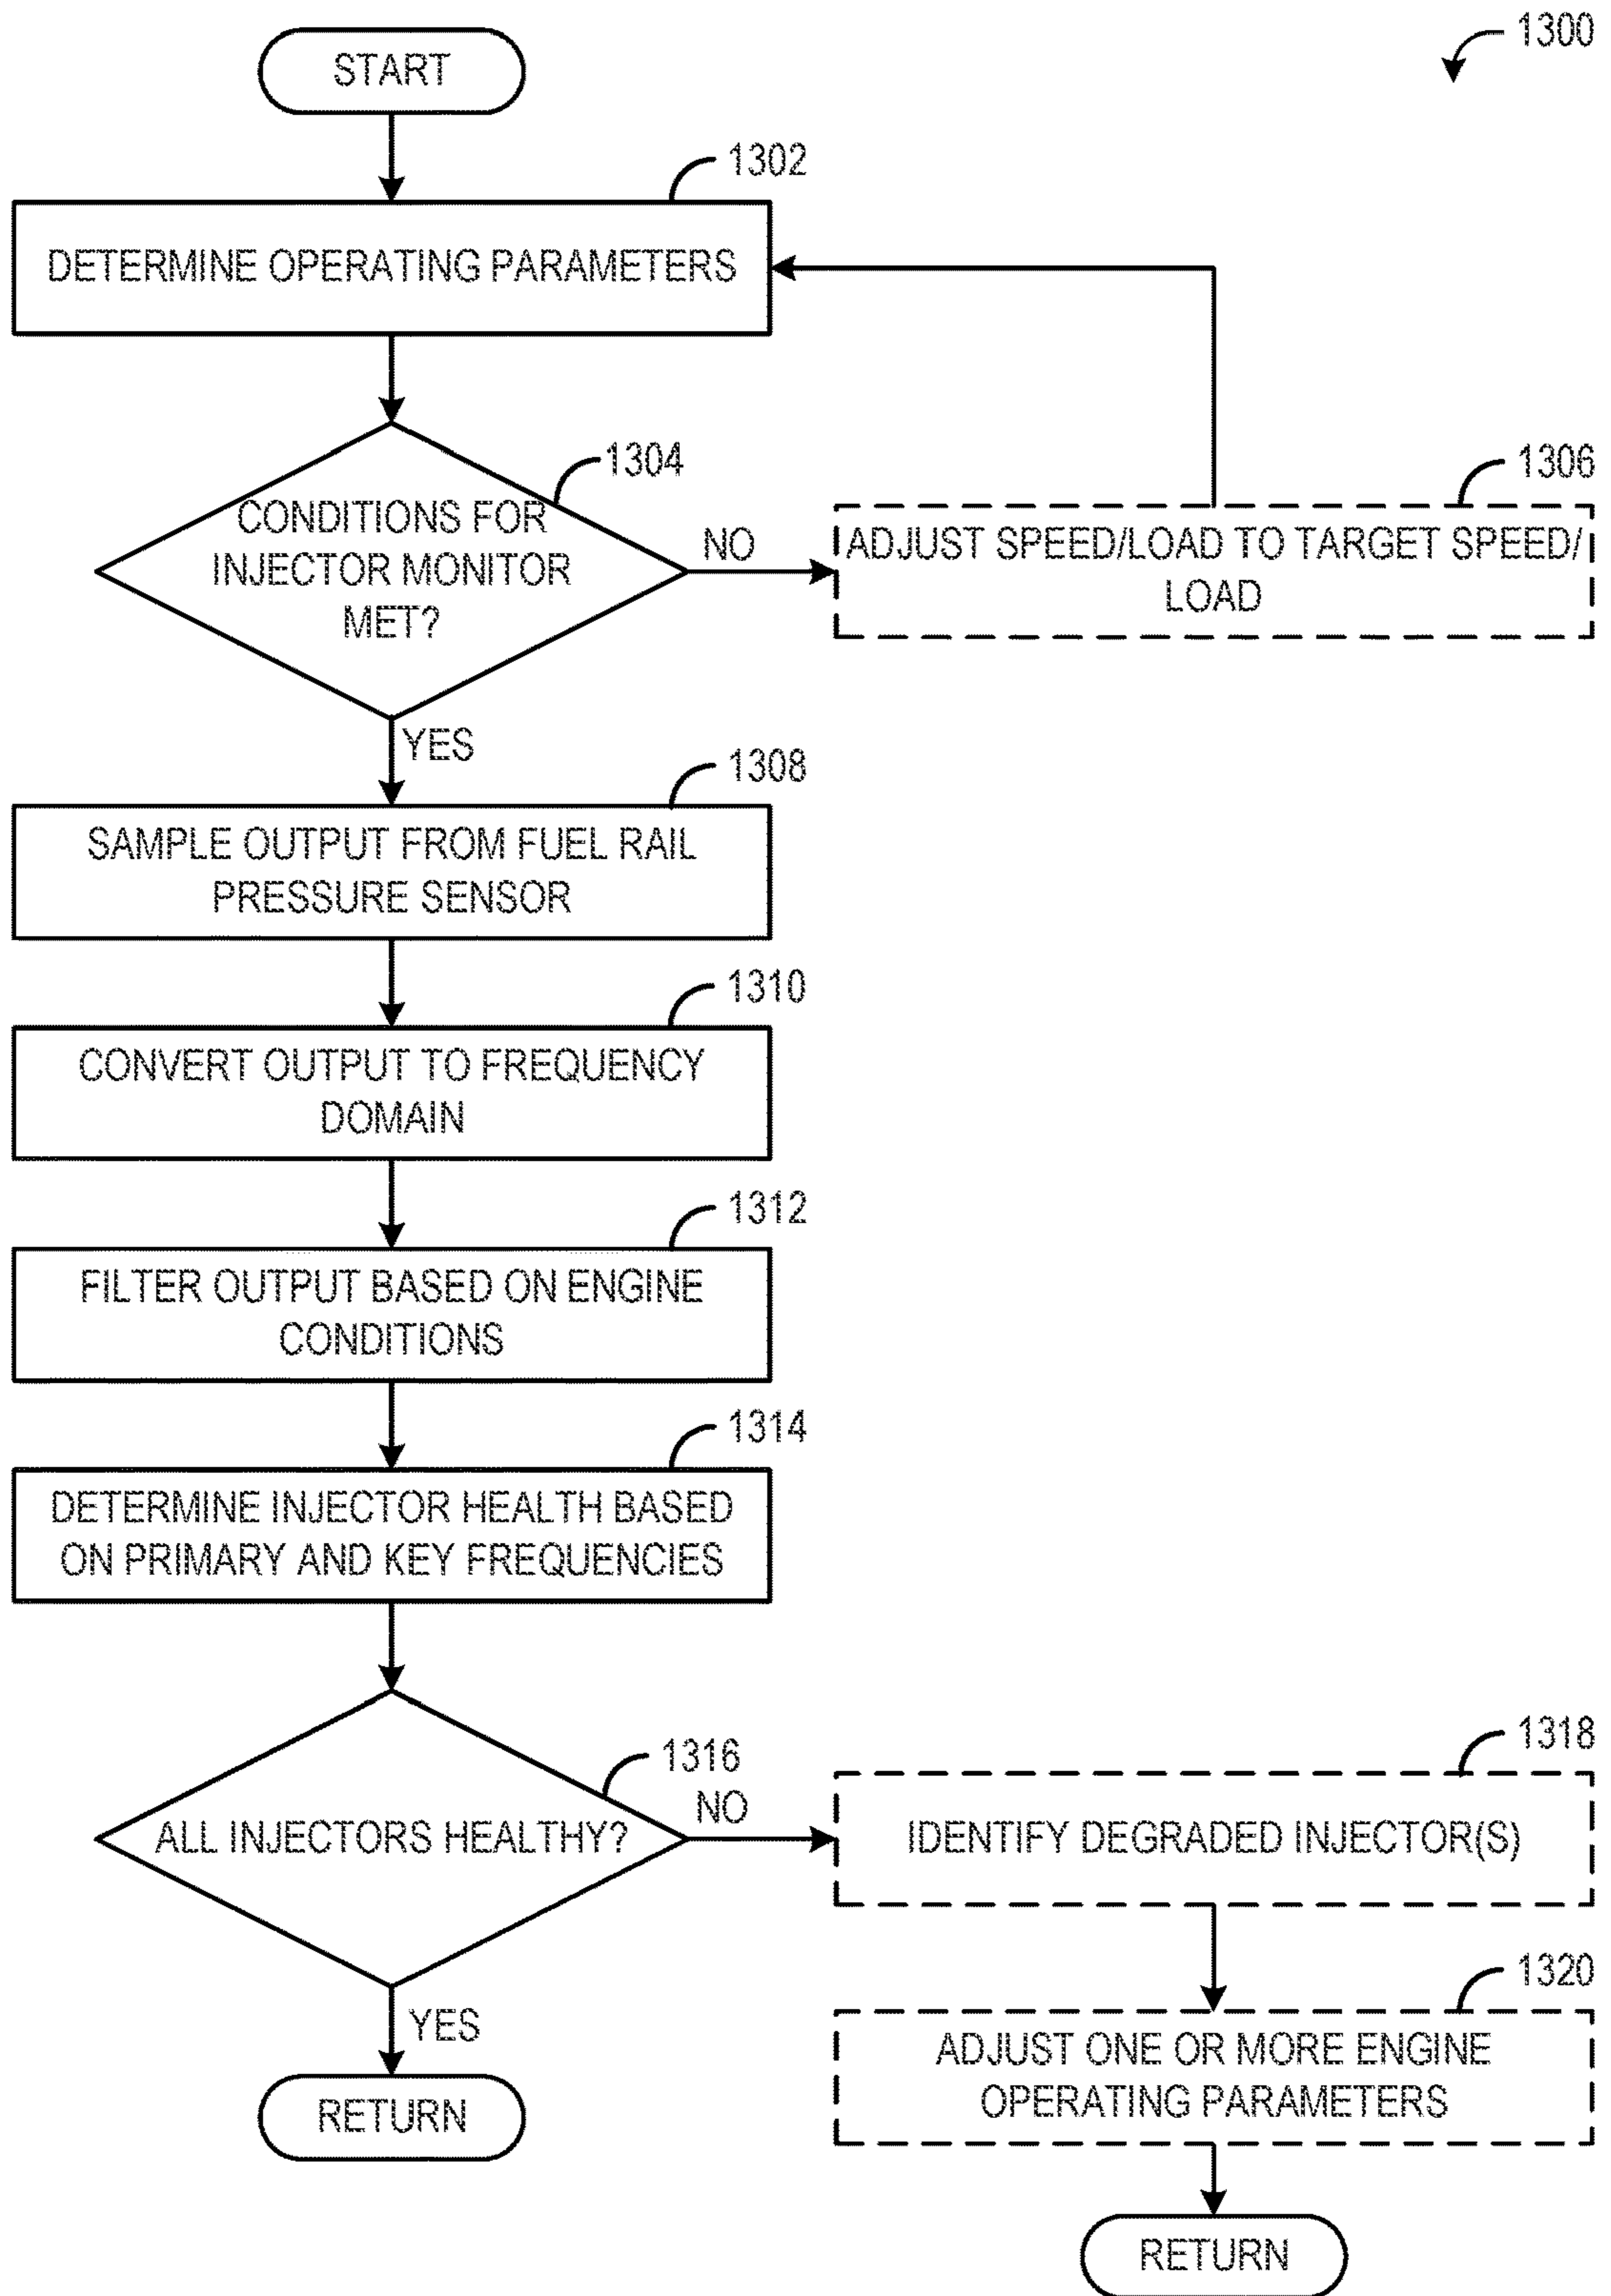 1300
START
1302
DETERMINE OPERATING PARAMETERS
1304
CONDITIONS FOR
INJECTOR MONITOR
MET?
NO
1306
ADJUST SPEED/LOAD TO TARGET SPEED/
LOAD
YES
1308
SAMPLE OUTPUT FROM FUEL RAIL
PRESSURE SENSOR
1310
CONVERT OUTPUT TO FREQUENCY
DOMAIN
1312
FILTER OUTPUT BASED ON ENGINE
CONDITIONS
1314
DETERMINE INJECTOR HEALTH BASED
ON PRIMARY AND KEY FREQUENCIES
1316
ALL INJECTORS HEALTHY?
NO
1318
IDENTIFY DEGRADED INJECTOR(S)
YES
RETURN
1320
ADJUST ONE OR MORE ENGINE
OPERATING PARAMETERS
RETURN